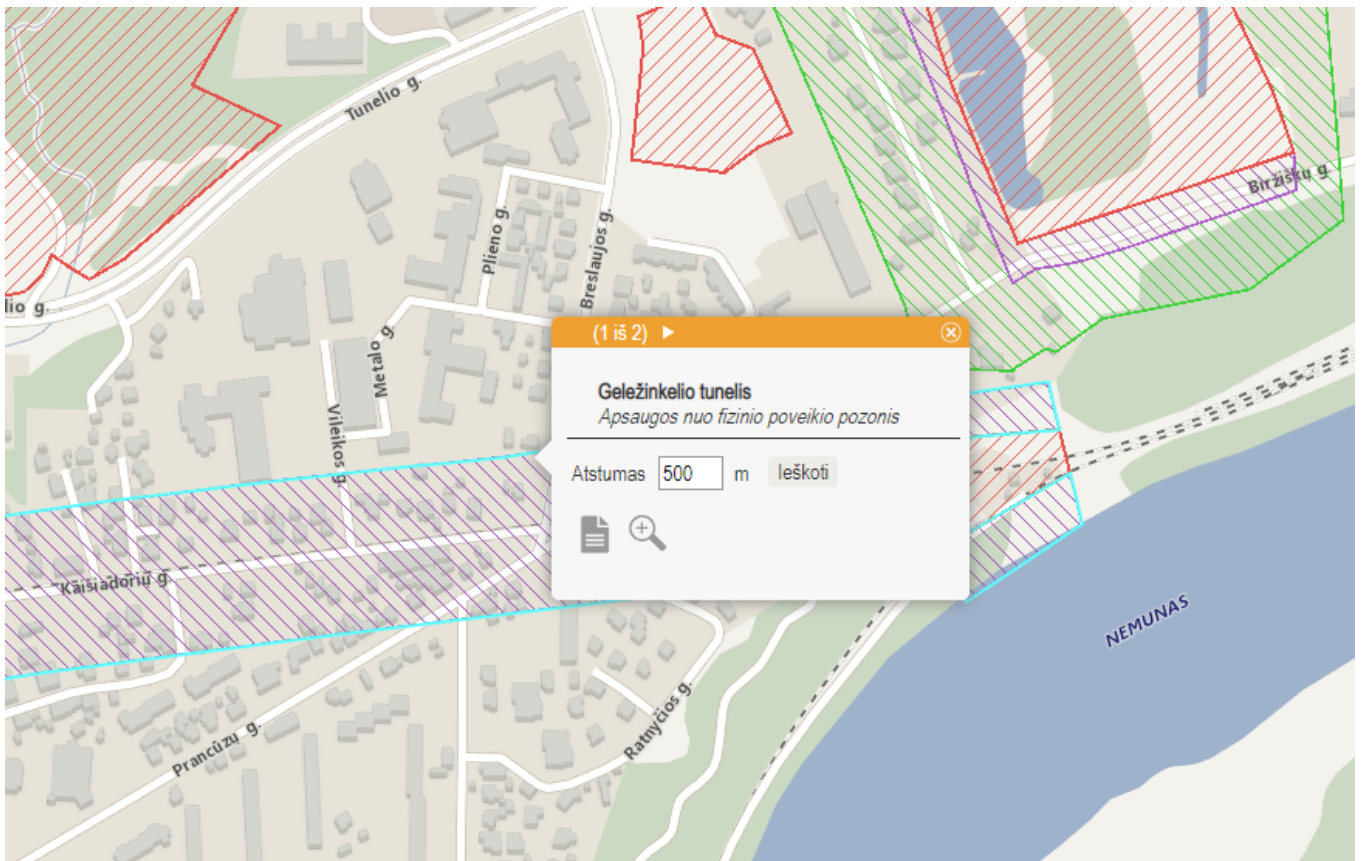 Tunelio g.
Plieno g.
Breslaujos g.
Biržiškų g.
lio g.
Metalo g.
Vileikos g.
(1 iš 2)
Geležinkelio tunelis
Apsaugos nuo fizinio poveikio pozonis
Atstumas 500 m Ieškoti
Kaišiadorių g.
NEMUNAS
Ratnyčios g.
Prancūzų g.